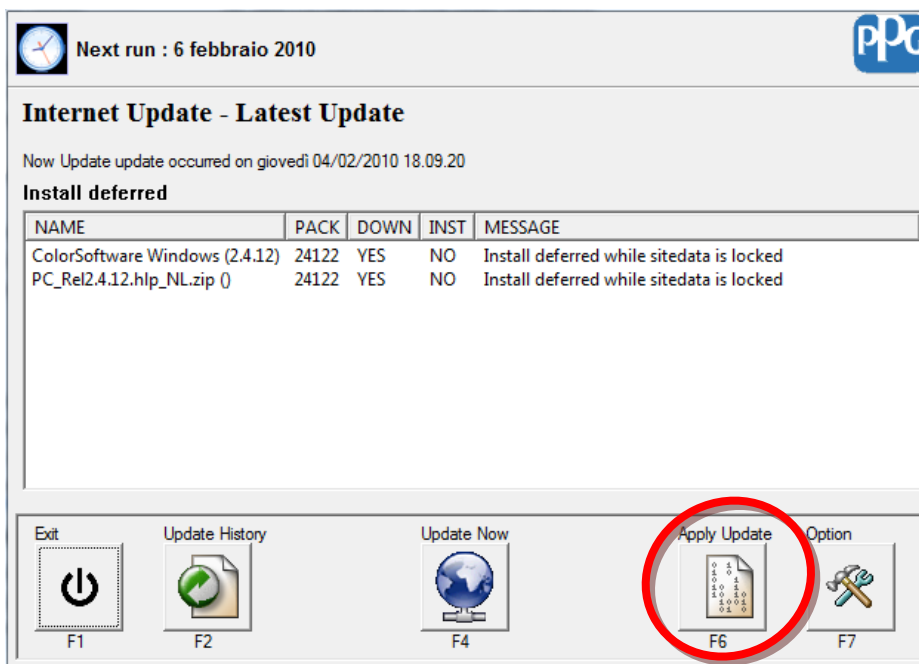 Next run : 6 febbraio 2010
Internet Update - Latest Update
Now Update update occurred on giovedì 04/02/2010 18.09.20
Install deferred
NAME PACK DOWN INST MESSAGE
ColorSoftware Windows (2.4.12) 24122 YES NO Install deferred while sitedata is locked
PC_Rel2.4.12.hlp_NL.zip () 24122 YES NO Install deferred while sitedata is locked
Exit Update History Update Now Apply Update Option
F1 F2 F4 F6 F7